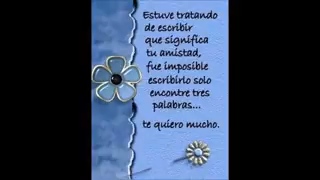 Estuve tratando
de escribir
que significa
tu amistad,
fue imposible
escribirlo solo
encontre tres
palabras...
te quiero mucho.